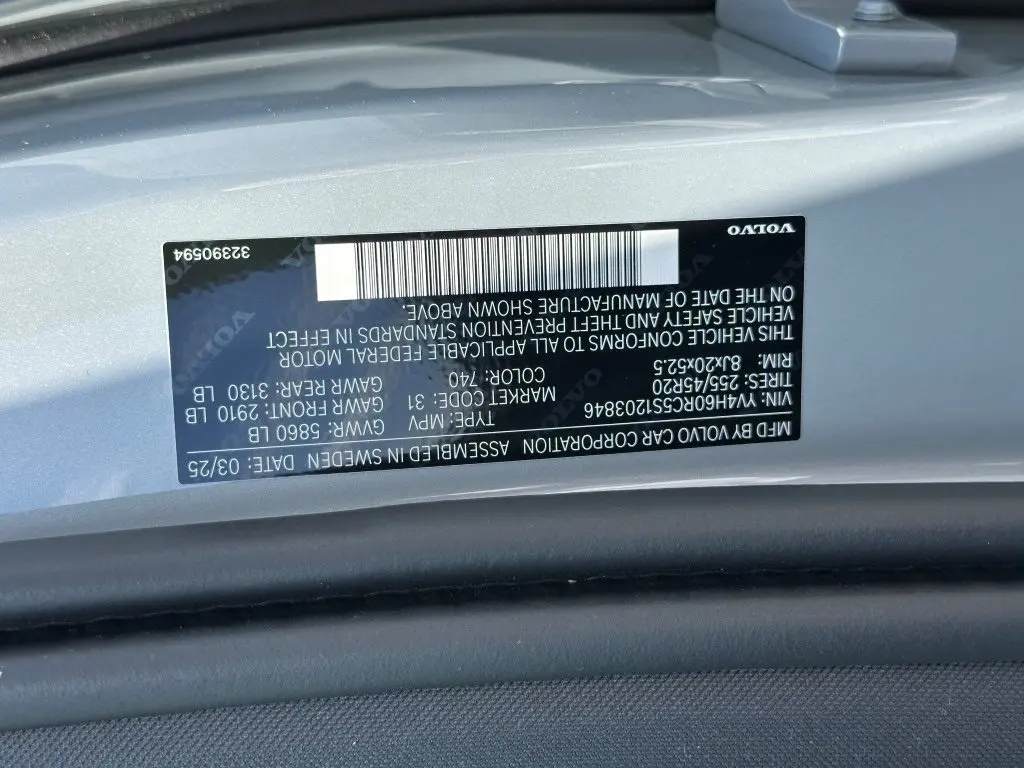 MFD BY VOLVO CAR CORPORATION ASSEMBLED IN SWEDEN DATE: 03/25
VIN: YV4H60RC5S1203846 TYPE: MPV GVWR: 5860 LB
TIRES: 255/45R20 MARKET CODE: 31 GAWR FRONT: 2910 LB
RIM: 8Jx20x52.5 COLOR: 740 GAWR REAR: 3130 LB
THIS VEHICLE CONFORMS TO ALL APPLICABLE FEDERAL MOTOR
VEHICLE SAFETY AND THEFT PREVENTION STANDARDS IN EFFECT
ON THE DATE OF MANUFACTURE SHOWN ABOVE.
VOLVO 32390594